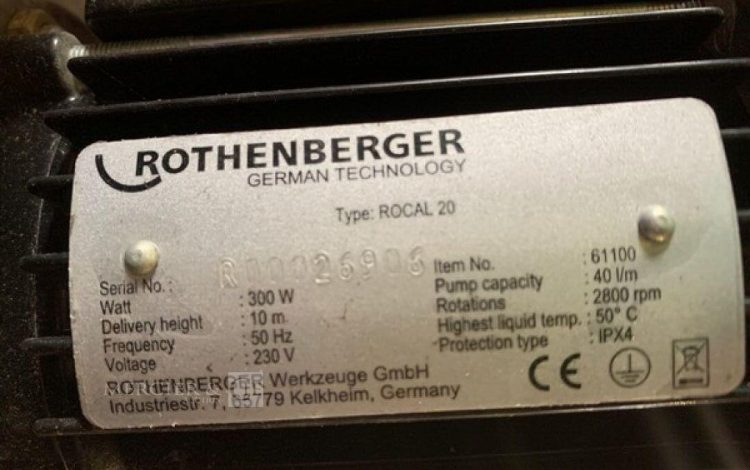 ROTHENBERGER
GERMAN TECHNOLOGY
Type: ROCAL 20
Serial No.: R00026906
Watt : 300 W
Delivery height : 10 m
Frequency : 50 Hz
Voltage : 230 V
Item No. : 61100
Pump capacity : 40 l/m
Rotations : 2800 rpm
Highest liquid temp. : 50° C
Protection type : IPX4
ROTHENBERGER Werkzeuge GmbH
Industriestr. 7, 65779 Kelkheim, Germany
CE